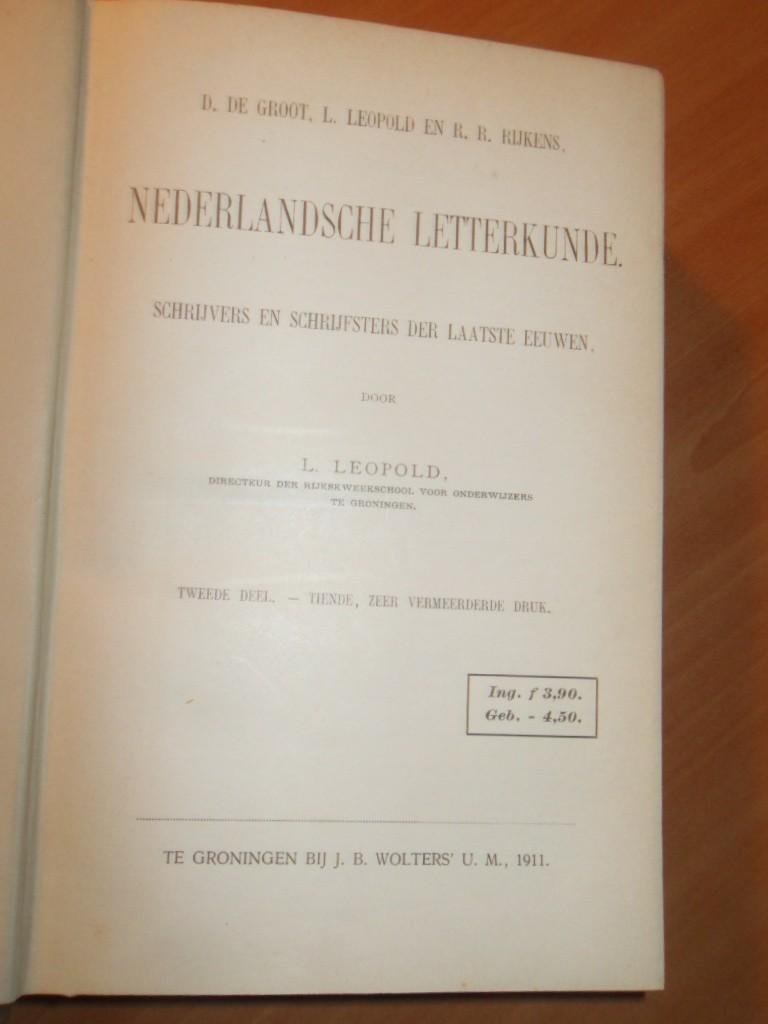 D. DE GROOT, L. LEOPOLD EN R. R. RIJKENS.
NEDERLANDSCHE LETTERKUNDE.
SCHRIJVERS EN SCHRIJFSTERS DER LAATSTE EEUWEN.
DOOR
L. LEOPOLD,
DIRECTEUR DER RIJKSKWEEKSCHOOL VOOR ONDERWIJZERS
TE GRONINGEN.
TWEEDE DEEL. — TIENDE, ZEER VERMEERDERDE DRUK.
Ing. f 3,90.
Geb. - 4,50.
TE GRONINGEN BIJ J. B. WOLTERS' U. M., 1911.